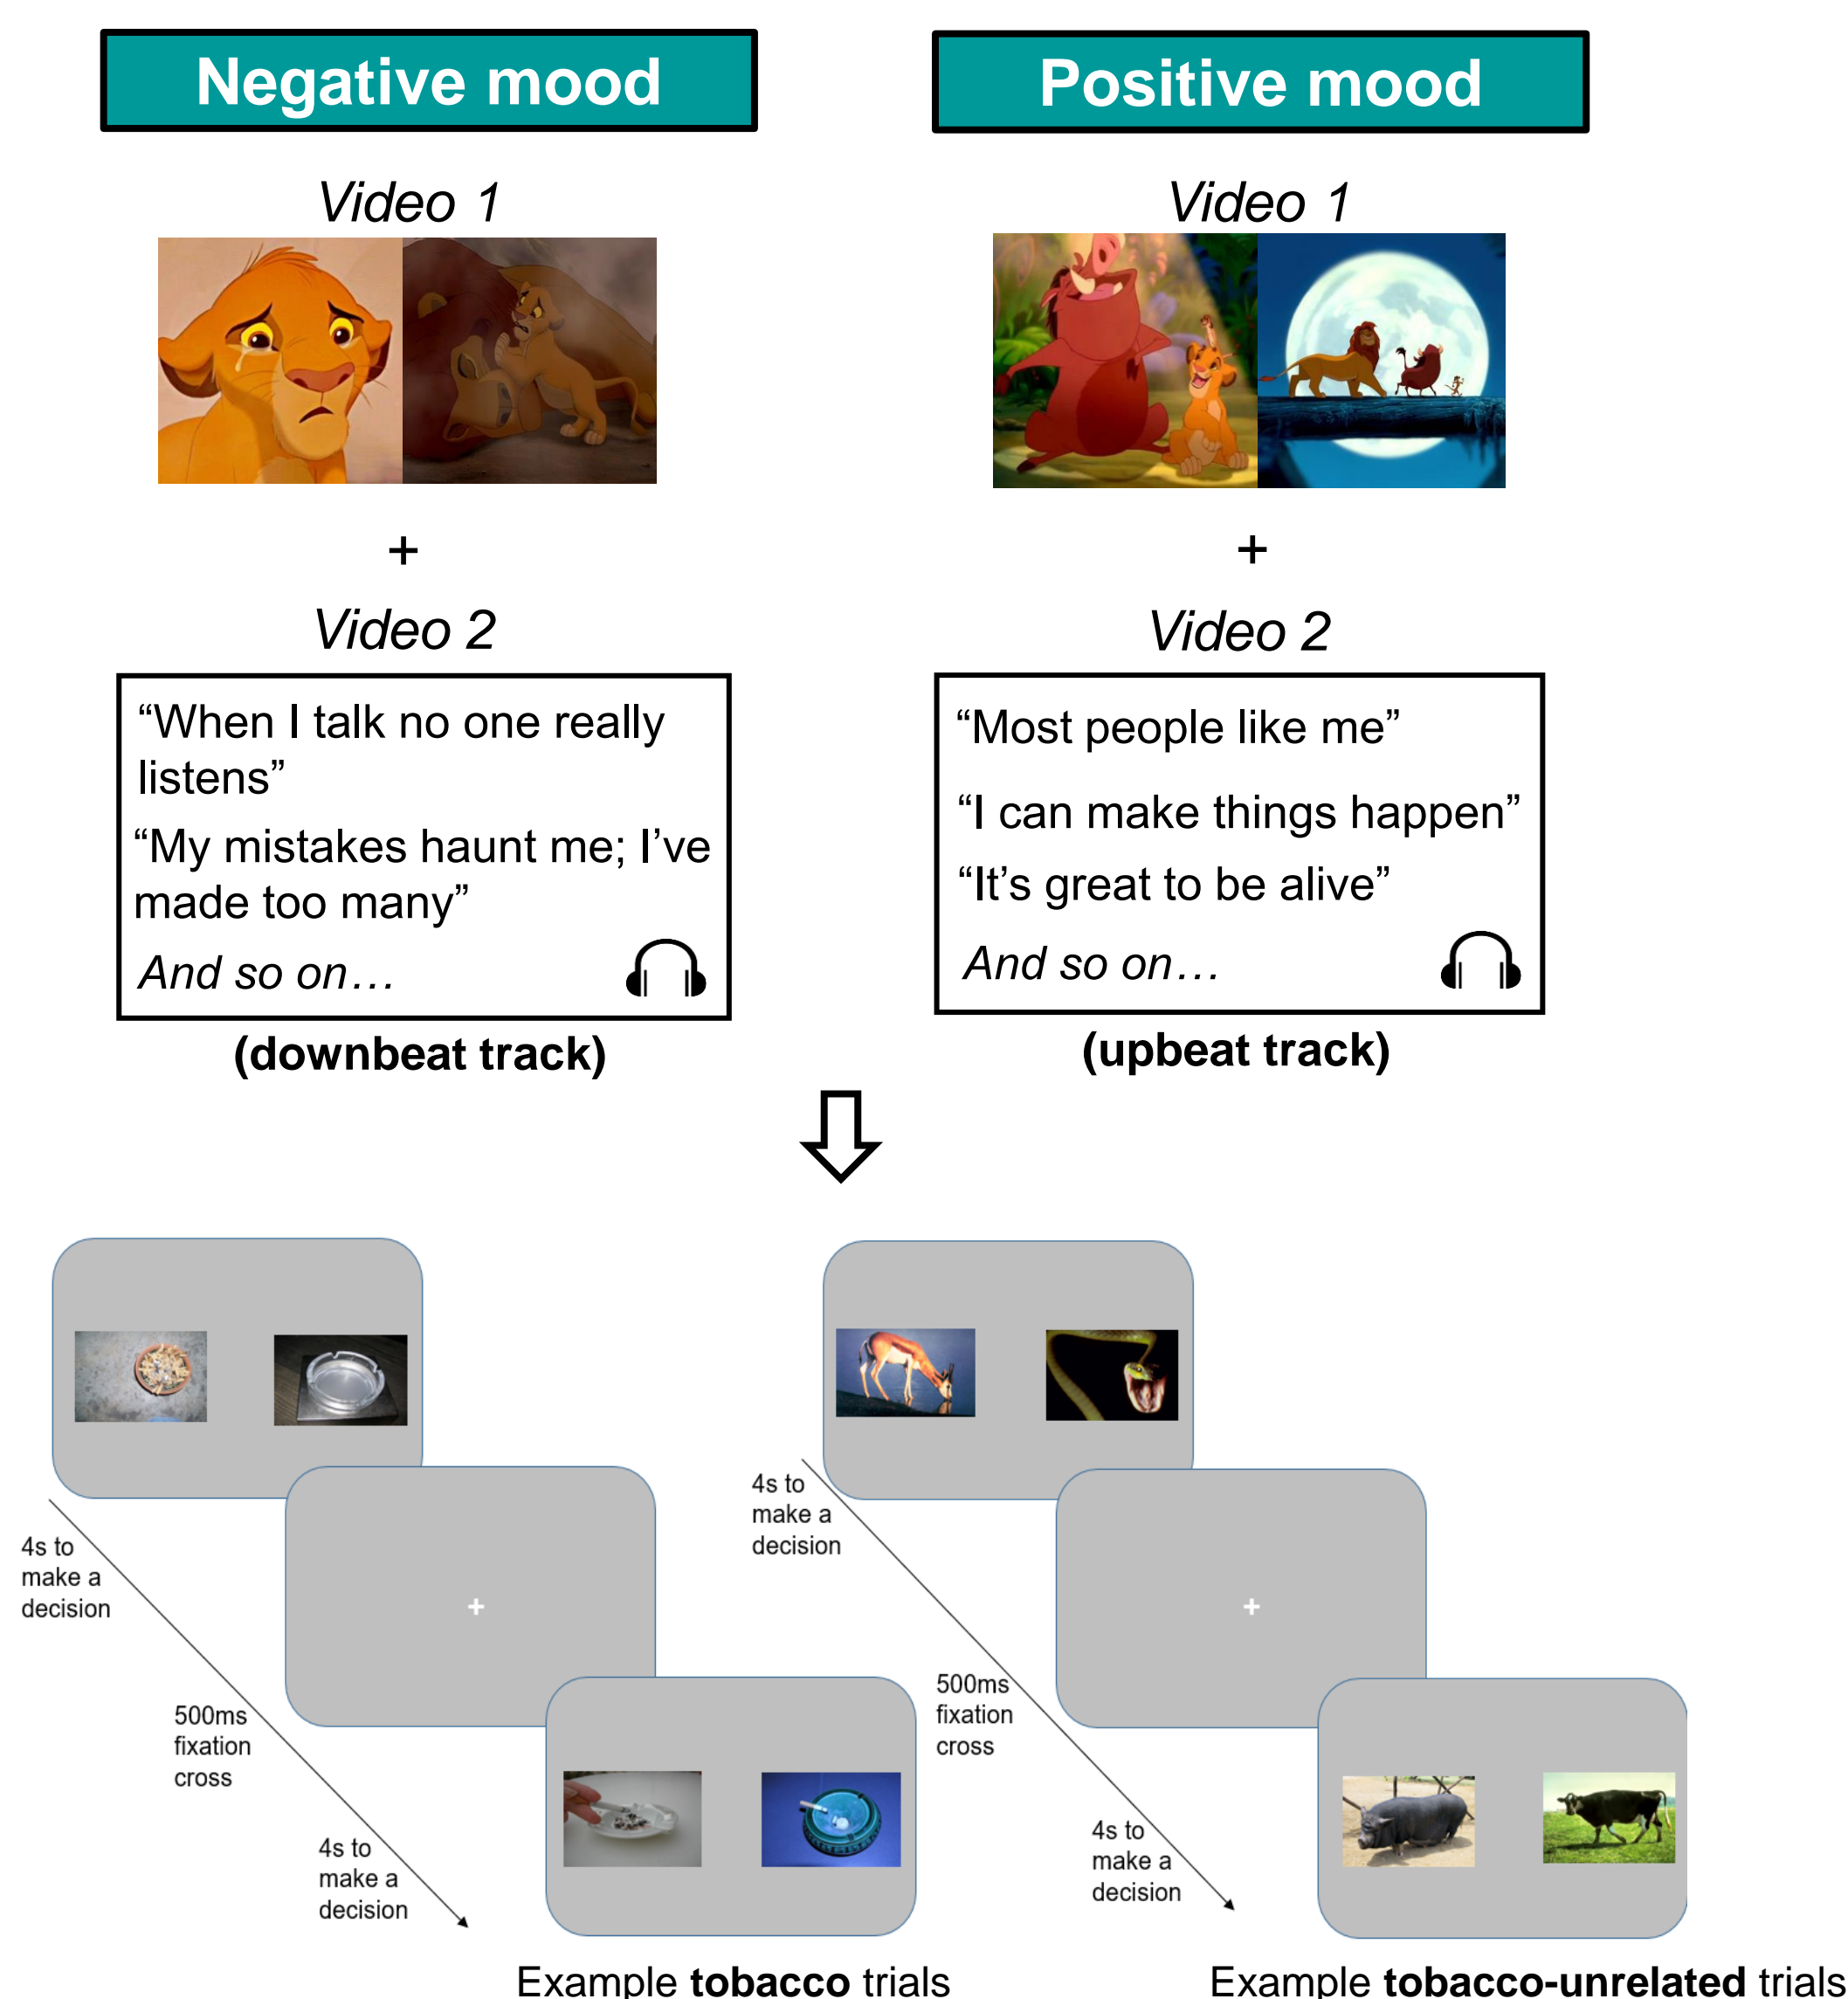 Negative mood
Positive mood
Video 1
Video 1
+
+
Video 2
Video 2
“When I talk no one really
listens”
“My mistakes haunt me; I’ve
made too many”
And so on…
(downbeat track)
“Most people like me”
“I can make things happen”
“It’s great to be alive”
And so on…
(upbeat track)
4s to
make a
decision
+
500ms
fixation
cross
4s to
make a
decision
Example tobacco trials
4s to
make a
decision
+
500ms
fixation
cross
4s to
make a
decision
Example tobacco-unrelated trials